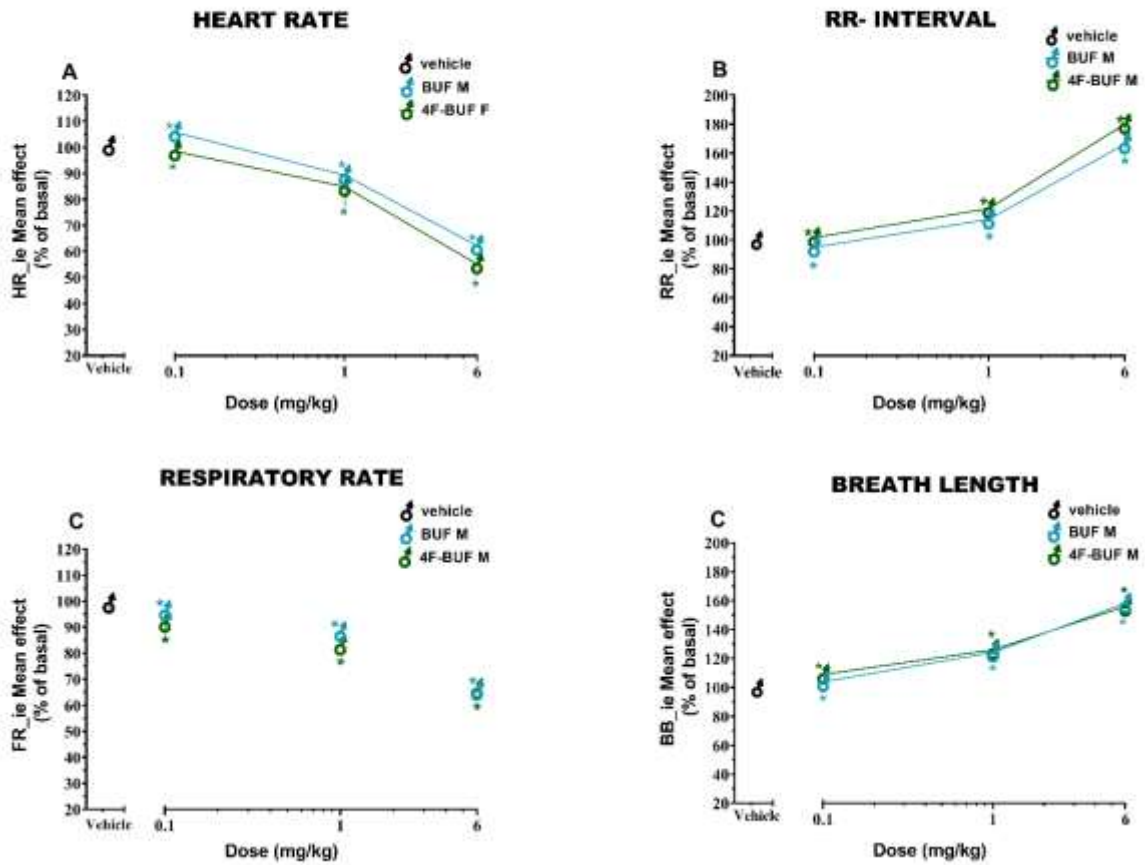 HEART RATE
A
vehicle
BUF M
4F-BUF F
120
110
100
90
80
70
60
50
40
30
20
HR_ie Mean effect
(% of basal)
Vehicle
0.1
1
6
Dose (mg/kg)
RR- INTERVAL
B
vehicle
BUF M
4F-BUF M
200
180
160
140
120
100
80
60
40
20
RR_ie Mean effect
(% of basal)
Vehicle
0.1
1
6
Dose (mg/kg)
RESPIRATORY RATE
C
vehicle
BUF M
4F-BUF M
120
110
100
90
80
70
60
50
40
30
20
FR_ie Mean effect
(% of basal)
Vehicle
0.1
1
6
Dose (mg/kg)
BREATH LENGTH
C
vehicle
BUF M
4F-BUF M
200
180
160
140
120
100
80
60
40
20
BB_ie Mean effect
(% of basal)
Vehicle
0.1
1
6
Dose (mg/kg)